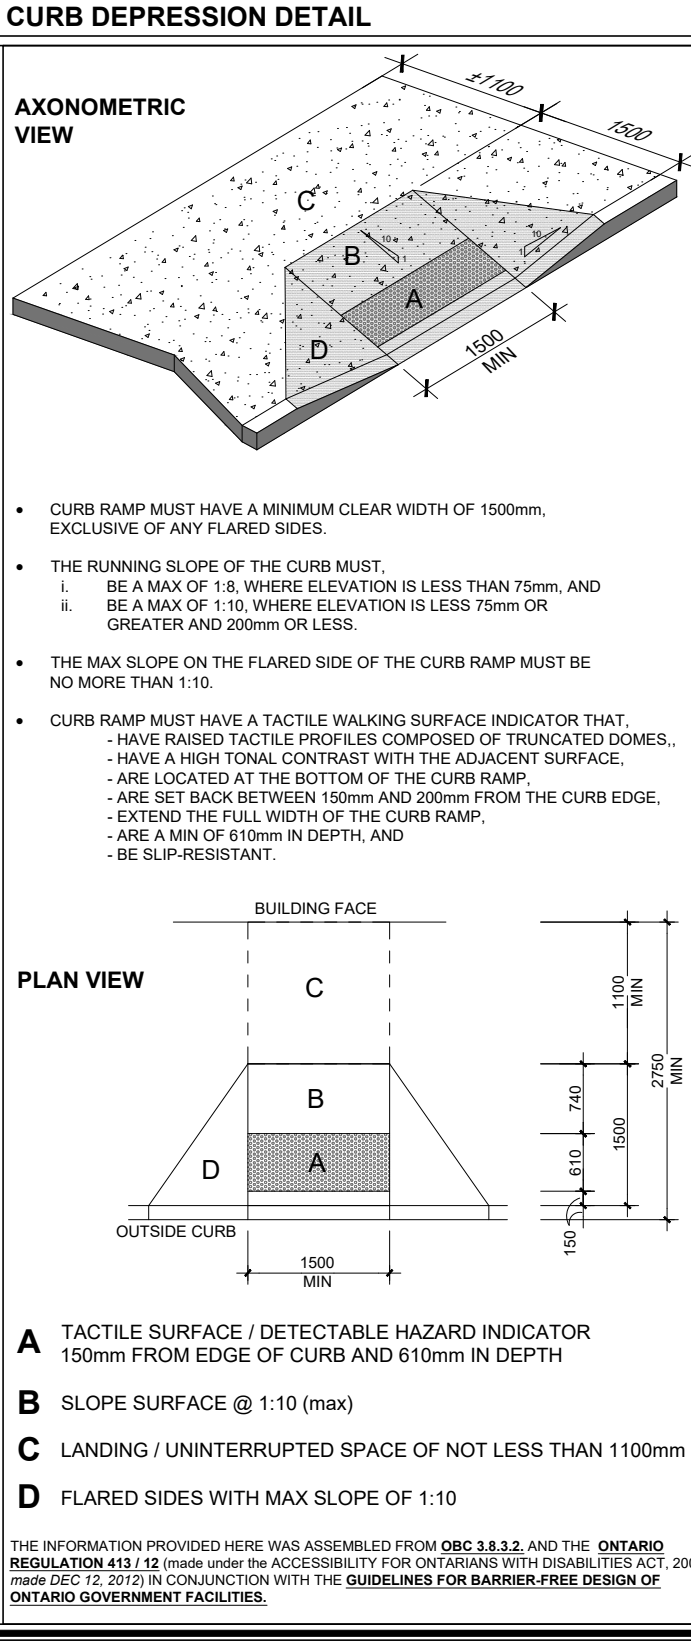 CURB DEPRESSION DETAIL
AXONOMETRIC
VIEW
±1100
1500
C
10
1
B
10
1
A
D
1500
MIN
• CURB RAMP MUST HAVE A MINIMUM CLEAR WIDTH OF 1500mm,
EXCLUSIVE OF ANY FLARED SIDES.
• THE RUNNING SLOPE OF THE CURB MUST,
i. BE A MAX OF 1:8, WHERE ELEVATION IS LESS THAN 75mm, AND
ii. BE A MAX OF 1:10, WHERE ELEVATION IS LESS 75mm OR
GREATER AND 200mm OR LESS.
• THE MAX SLOPE ON THE FLARED SIDE OF THE CURB RAMP MUST BE
NO MORE THAN 1:10.
• CURB RAMP MUST HAVE A TACTILE WALKING SURFACE INDICATOR THAT,
- HAVE RAISED TACTILE PROFILES COMPOSED OF TRUNCATED DOMES,,
- HAVE A HIGH TONAL CONTRAST WITH THE ADJACENT SURFACE,
- ARE LOCATED AT THE BOTTOM OF THE CURB RAMP,
- ARE SET BACK BETWEEN 150mm AND 200mm FROM THE CURB EDGE,
- EXTEND THE FULL WIDTH OF THE CURB RAMP,
- ARE A MIN OF 610mm IN DEPTH, AND
- BE SLIP-RESISTANT.
BUILDING FACE
PLAN VIEW
C
1100
MIN
2750
MIN
B
740
1500
A
D
610
OUTSIDE CURB
150
1500
MIN
A TACTILE SURFACE / DETECTABLE HAZARD INDICATOR
150mm FROM EDGE OF CURB AND 610mm IN DEPTH
B SLOPE SURFACE @ 1:10 (max)
C LANDING / UNINTERRUPTED SPACE OF NOT LESS THAN 1100mm
D FLARED SIDES WITH MAX SLOPE OF 1:10
THE INFORMATION PROVIDED HERE WAS ASSEMBLED FROM OBC 3.8.3.2. AND THE ONTARIO
REGULATION 413 / 12 (made under the ACCESSIBILITY FOR ONTARIANS WITH DISABILITIES ACT,
made DEC 12, 2012) IN CONJUNCTION WITH THE GUIDELINES FOR BARRIER-FREE DESIGN OF
ONTARIO GOVERNMENT FACILITIES.